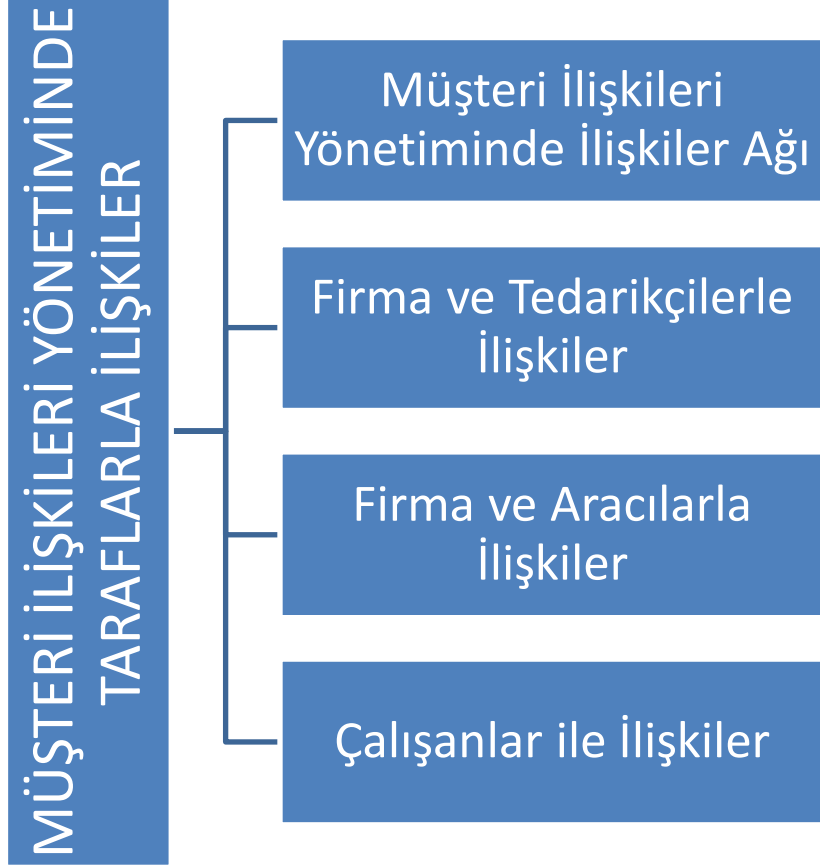 MÜŞTERİ İLİŞKİLERİ YÖNETİMİNDE
TARAFLARLA İLİŞKİLER
Müşteri İlişkileri
Yönetiminde İlişkiler Ağı
Firma ve Tedarikçilerle
İlişkiler
Firma ve Aracılarla
İlişkiler
Çalışanlar ile İlişkiler